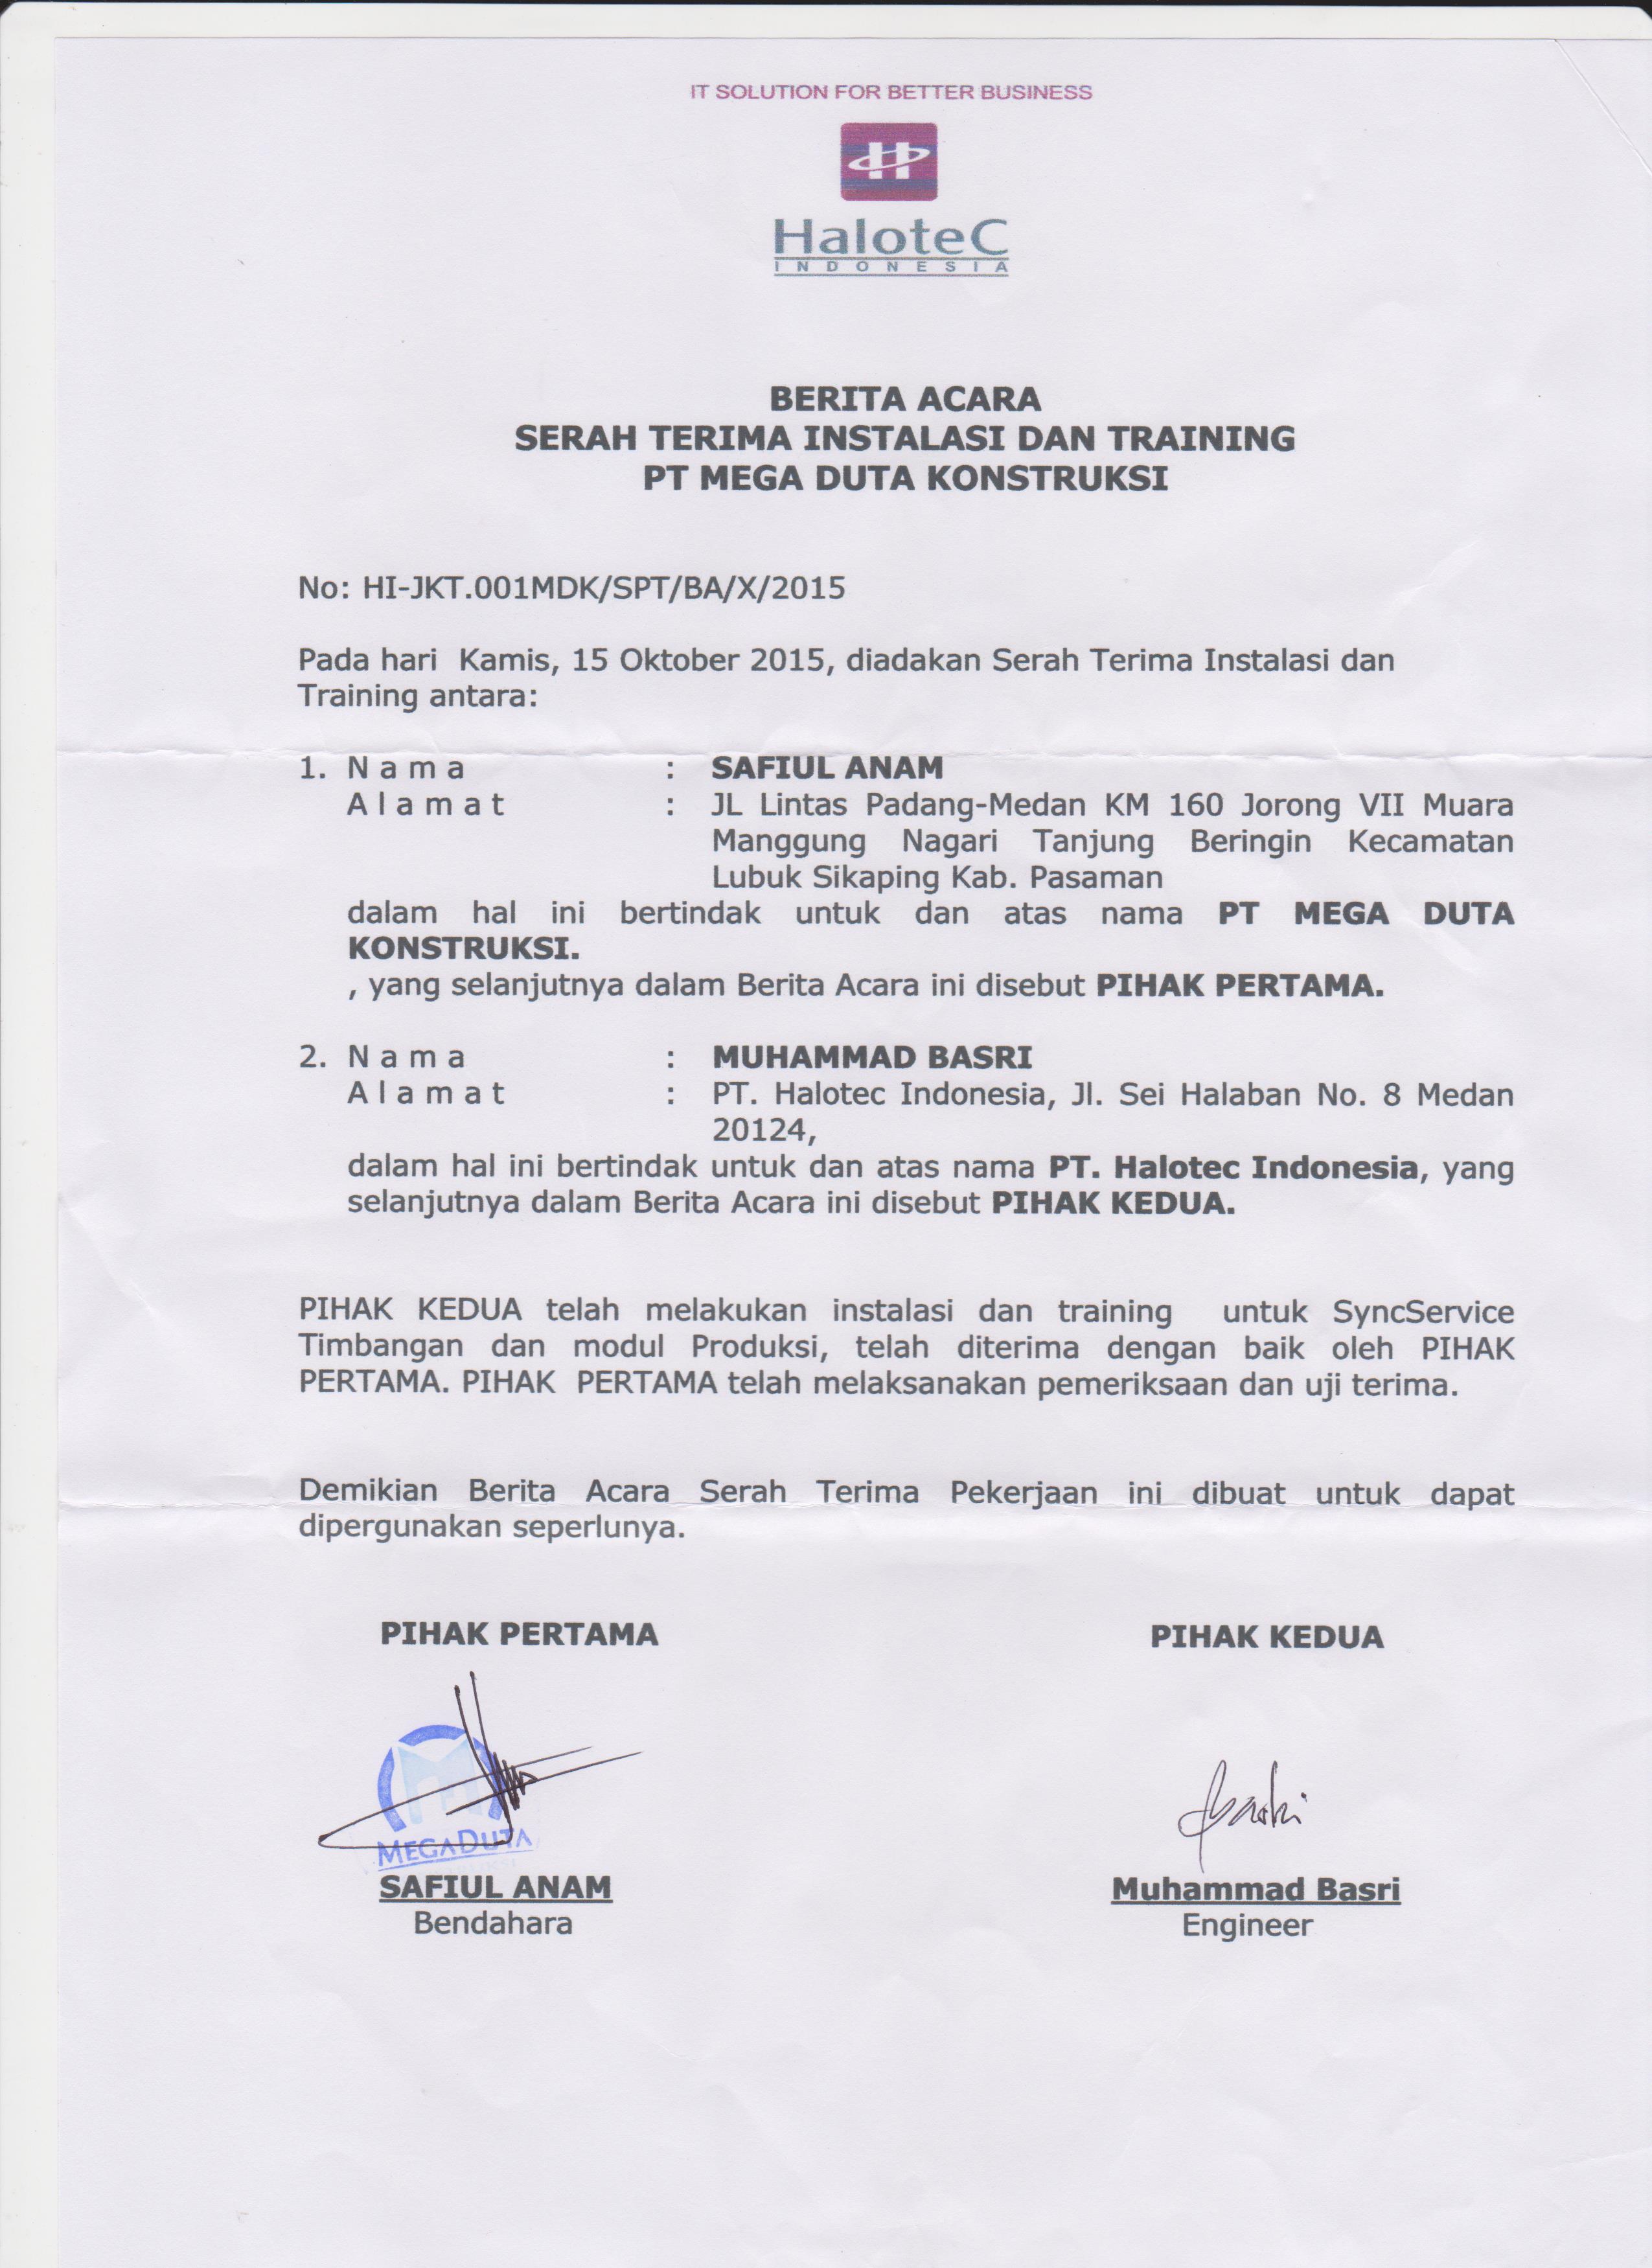 IT SOLUTION FOR BETTER BUSINESS
H
HaloteC
INDONESIA
BERITA ACARA
SERAH TERIMA INSTALASI DAN TRAINING
PT MEGA DUTA KONSTRUKSI
No: HI-JKT.001MDK/SPT/BA/X/2015
Pada hari  Kamis, 15 Oktober 2015, diadakan Serah Terima Instalasi dan
Training antara:
1. N a m a : SAFIUL ANAM
A l a m a t : JL Lintas Padang-Medan KM 160 Jorong VII Muara
Manggung Nagari Tanjung Beringin Kecamatan
Lubuk Sikaping Kab. Pasaman
dalam hal ini bertindak untuk dan atas nama PT MEGA DUTA
KONSTRUKSI.
, yang selanjutnya dalam Berita Acara ini disebut PIHAK PERTAMA.
2. N a m a : MUHAMMAD BASRI
A l a m a t : PT. Halotec Indonesia, Jl. Sei Halaban No. 8 Medan
20124,
dalam hal ini bertindak untuk dan atas nama PT. Halotec Indonesia, yang
selanjutnya dalam Berita Acara ini disebut PIHAK KEDUA.
PIHAK KEDUA telah melakukan instalasi dan training  untuk SyncService
Timbangan dan modul Produksi, telah diterima dengan baik oleh PIHAK
PERTAMA. PIHAK  PERTAMA telah melaksanakan pemeriksaan dan uji terima.
Demikian Berita Acara Serah Terima Pekerjaan ini dibuat untuk dapat
dipergunakan seperlunya.
PIHAK PERTAMA PIHAK KEDUA
MEGADUTA
SAFIUL ANAM Muhammad Basri
Bendahara Engineer